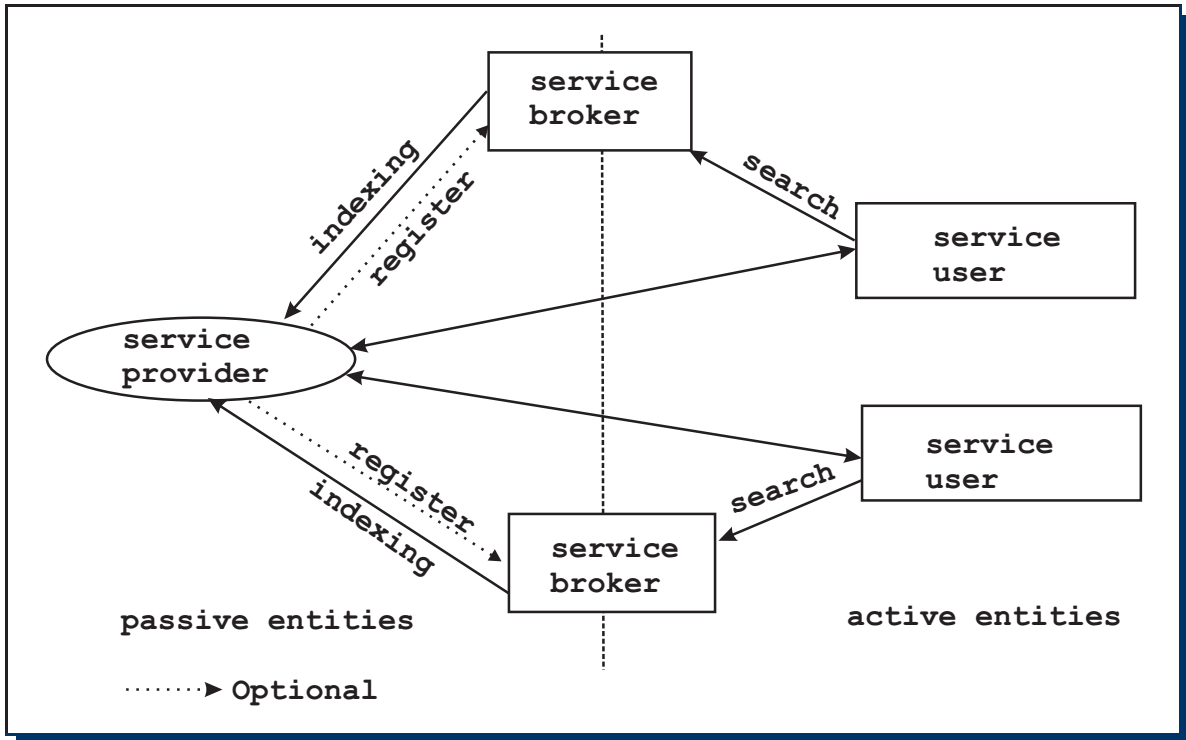 service
broker
indexing
register
search
service
user
service
provider
service
user
register
indexing
search
service
broker
passive entities
active entities
Optional